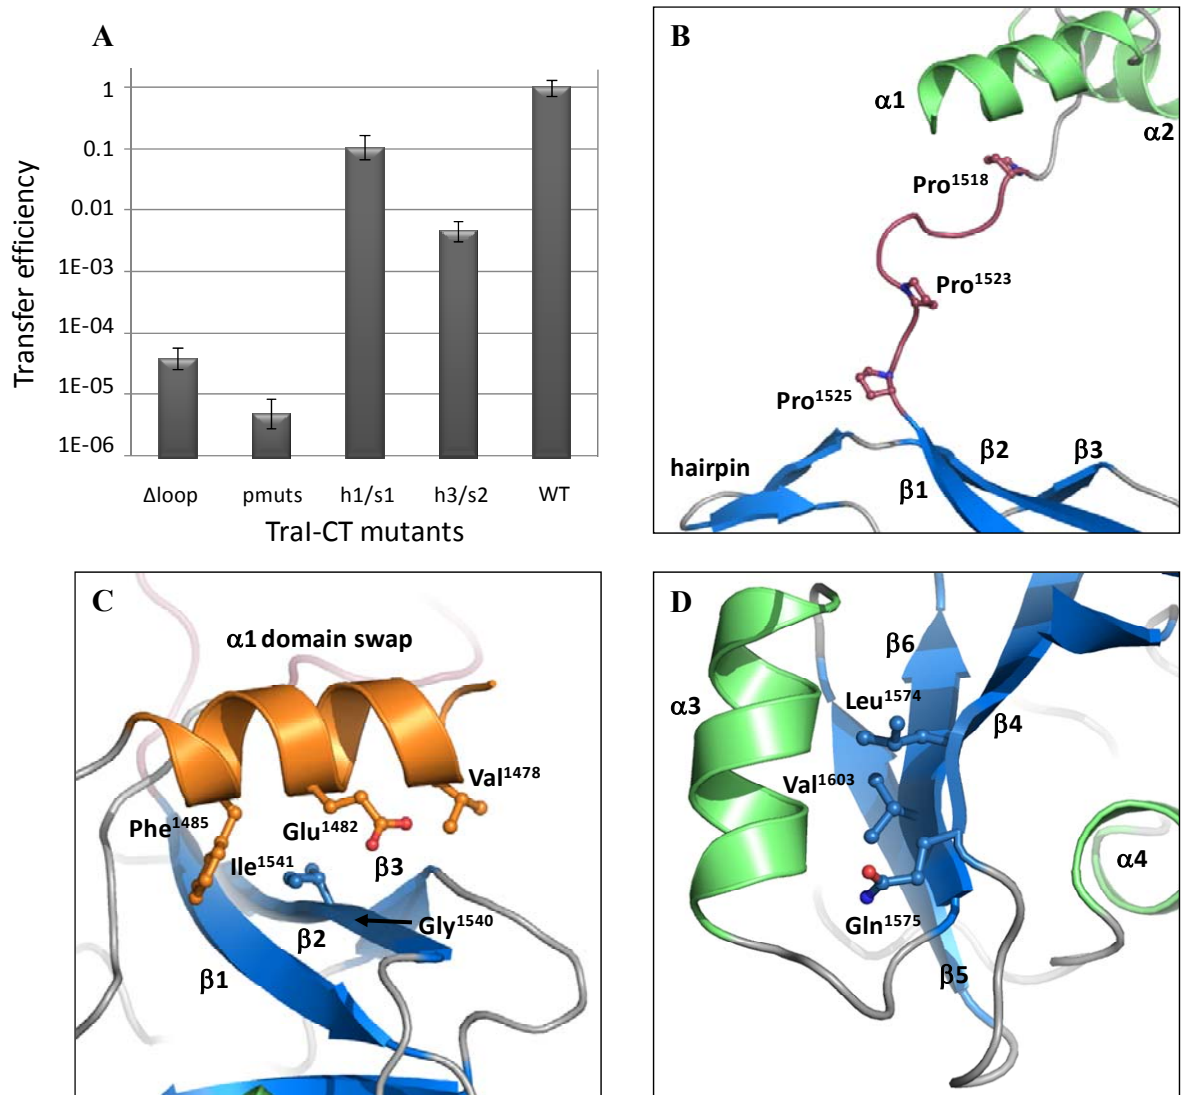 A
Transfer efficiency
1
0.1
0.01
1E-03
1E-04
1E-05
1E-06
Δloop pmuts h1/s1 h3/s2 WT
TraI-CT mutants
B
α1
α2
Pro1518
Pro1523
Pro1525
hairpin
β1
β2
β3
C
α1 domain swap
Val1478
Phe1485
Glu1482
Ile1541
β3
Gly1540
β2
β1
D
β6
Leu1574
α3
β4
Val1603
α4
Gln1575
β5